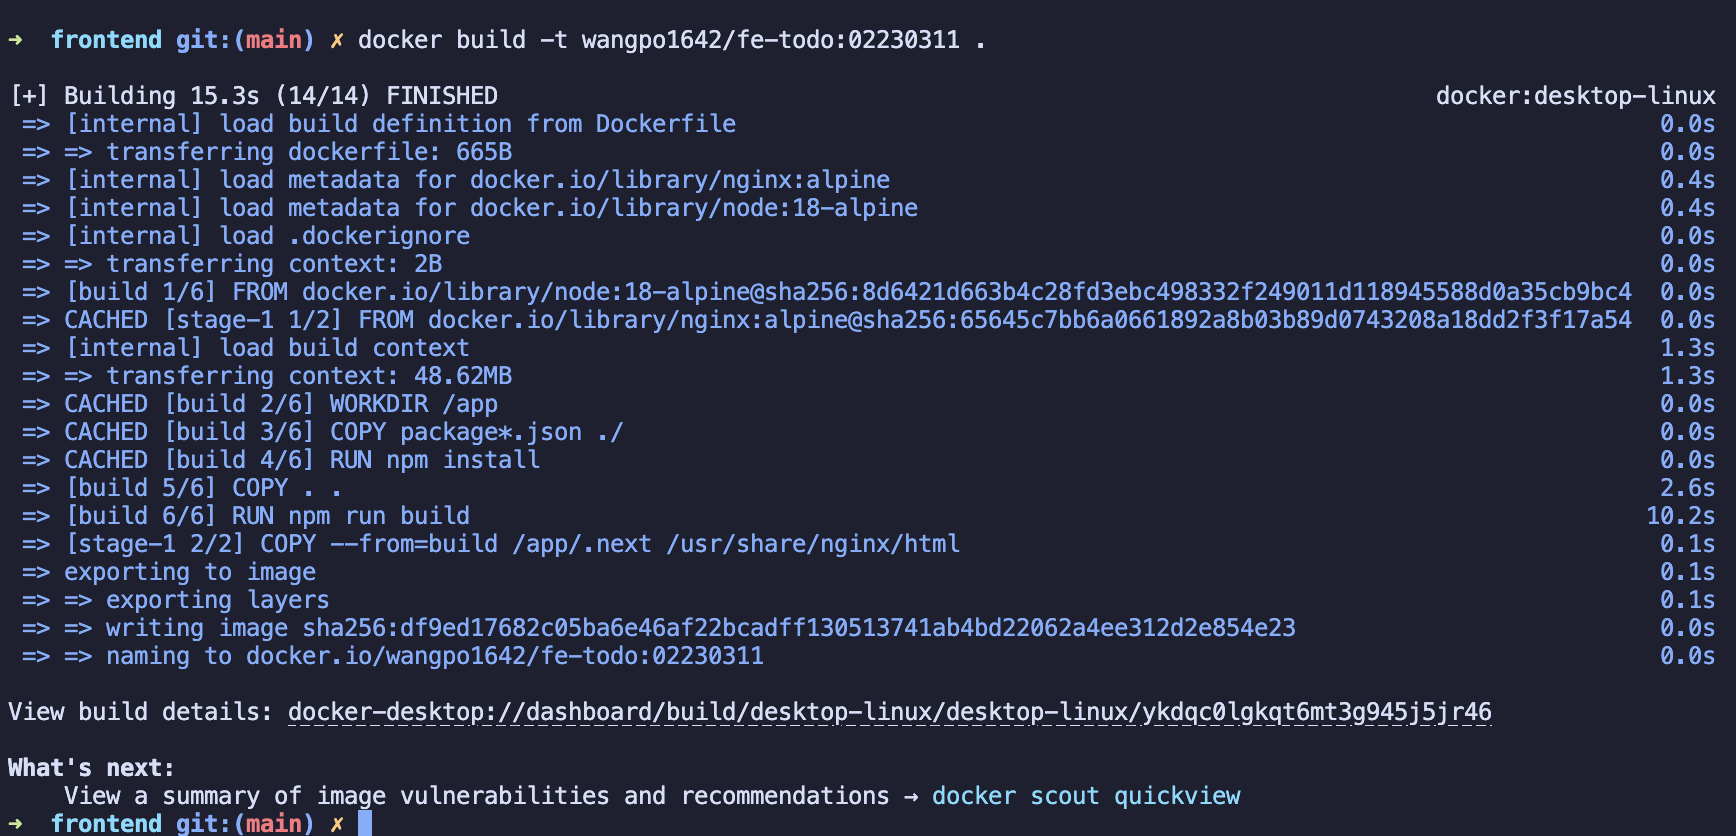 ➜  frontend git:(main) ✗ docker build -t wangpo1642/fe-todo:02230311 .
[+] Building 15.3s (14/14) FINISHED docker:desktop-linux
=> [internal] load build definition from Dockerfile 0.0s
=> => transferring dockerfile: 665B 0.0s
=> [internal] load metadata for docker.io/library/nginx:alpine 0.4s
=> [internal] load metadata for docker.io/library/node:18-alpine 0.4s
=> [internal] load .dockerignore 0.0s
=> => transferring context: 2B 0.0s
=> [build 1/6] FROM docker.io/library/node:18-alpine@sha256:8d6421d663b4c28fd3ebc498332f249011d118945588d0a35cb9bc4 0.0s
=> CACHED [stage-1 1/2] FROM docker.io/library/nginx:alpine@sha256:65645c7bb6a0661892a8b03b89d0743208a18dd2f3f17a54 0.0s
=> [internal] load build context 1.3s
=> => transferring context: 48.62MB 1.3s
=> CACHED [build 2/6] WORKDIR /app 0.0s
=> CACHED [build 3/6] COPY package*.json ./ 0.0s
=> CACHED [build 4/6] RUN npm install 0.0s
=> [build 5/6] COPY . . 2.6s
=> [build 6/6] RUN npm run build 10.2s
=> [stage-1 2/2] COPY --from=build /app/.next /usr/share/nginx/html 0.1s
=> exporting to image 0.1s
=> => exporting layers 0.1s
=> => writing image sha256:df9ed17682c05ba6e46af22bcadff130513741ab4bd22062a4ee312d2e854e23 0.0s
=> => naming to docker.io/wangpo1642/fe-todo:02230311 0.0s
View build details: docker-desktop://dashboard/build/desktop-linux/desktop-linux/ykdqc0lgkqt6mt3g945j5jr46
What's next:
View a summary of image vulnerabilities and recommendations → docker scout quickview
➜  frontend git:(main) ✗